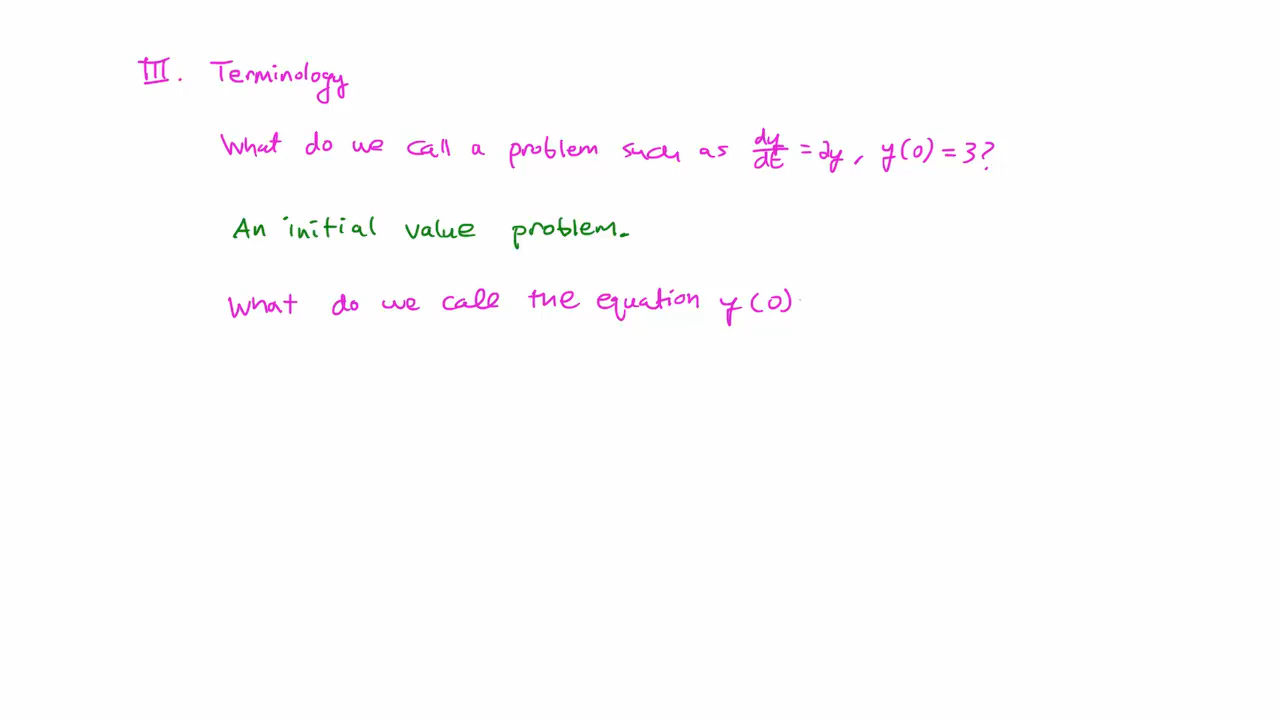 III. Terminology
What do we call a problem such as dy/dt = 2y, y(0) = 3?
An initial value problem.
What do we call the equation y(0)